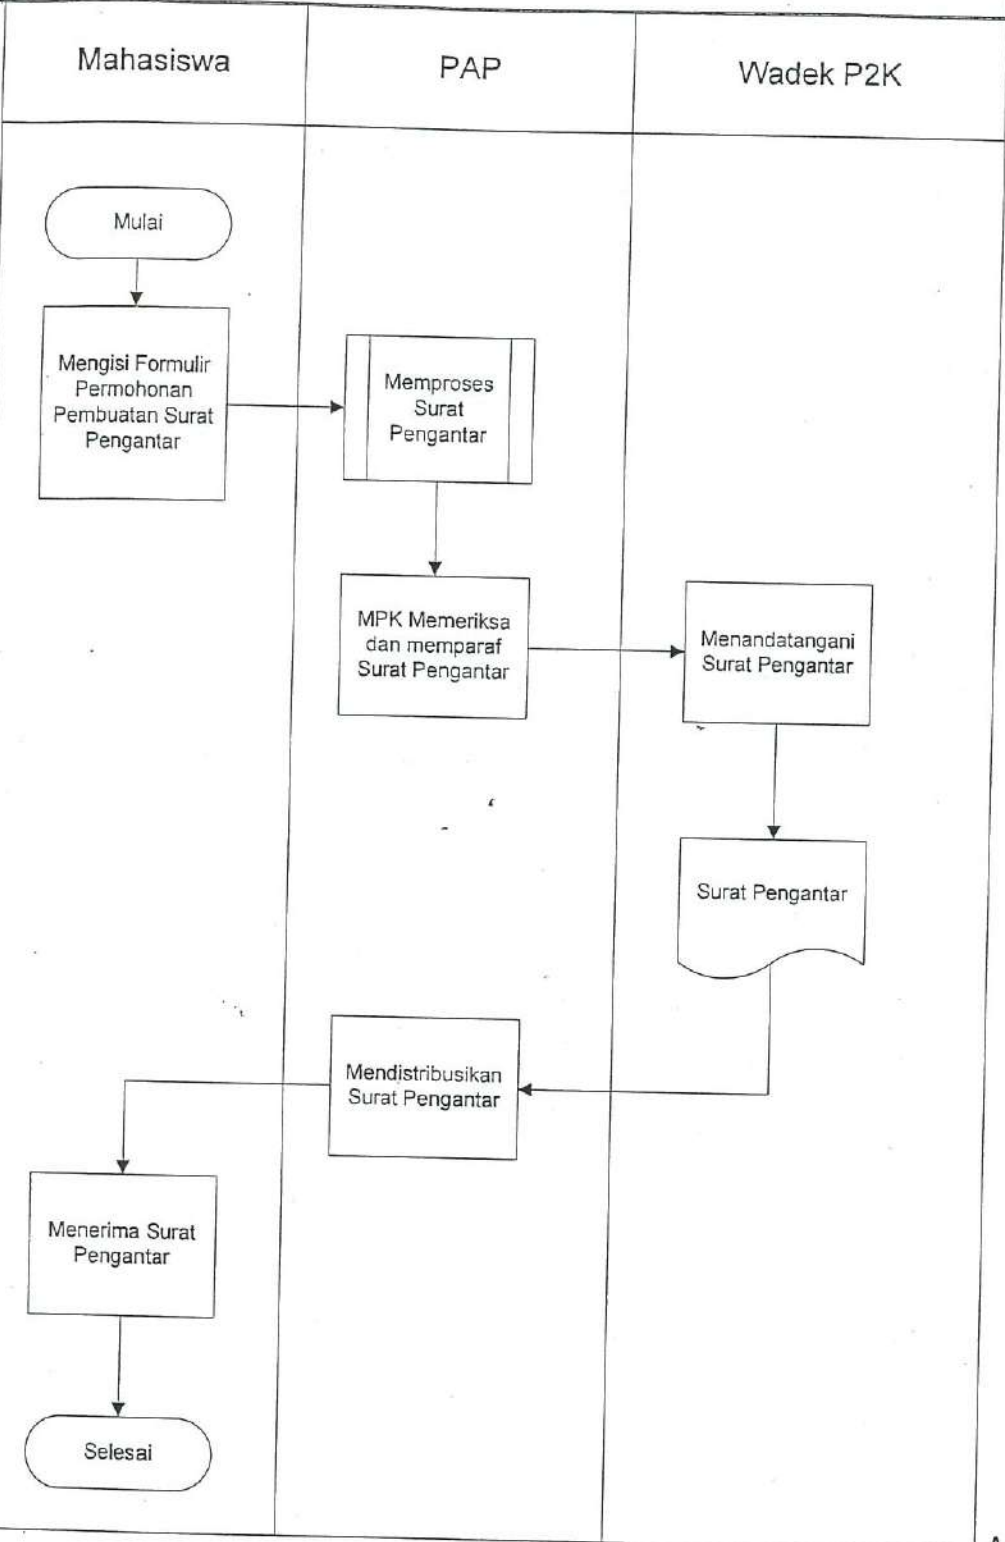 Mahasiswa
PAP
Wadek P2K
Mulai
Mengisi Formulir
Permohonan
Pembuatan Surat
Pengantar
Memproses
Surat
Pengantar
MPK Memeriksa
dan memparaf
Surat Pengantar
Menandatangani
Surat Pengantar
Surat Pengantar
Mendistribusikan
Surat Pengantar
Menerima Surat
Pengantar
Selesai